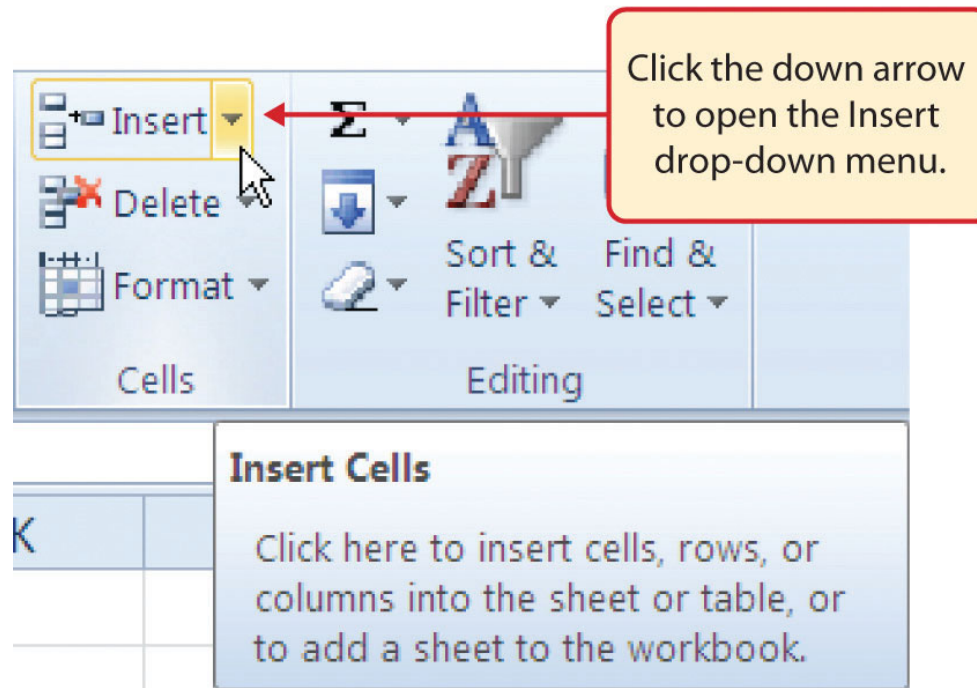 Click the down arrow
to open the Insert
drop-down menu.
Insert
Delete
Format
Cells
Σ
A
Z
Sort &
Filter
Find &
Select
Editing
Insert Cells
Click here to insert cells, rows, or
columns into the sheet or table, or
to add a sheet to the workbook.
K